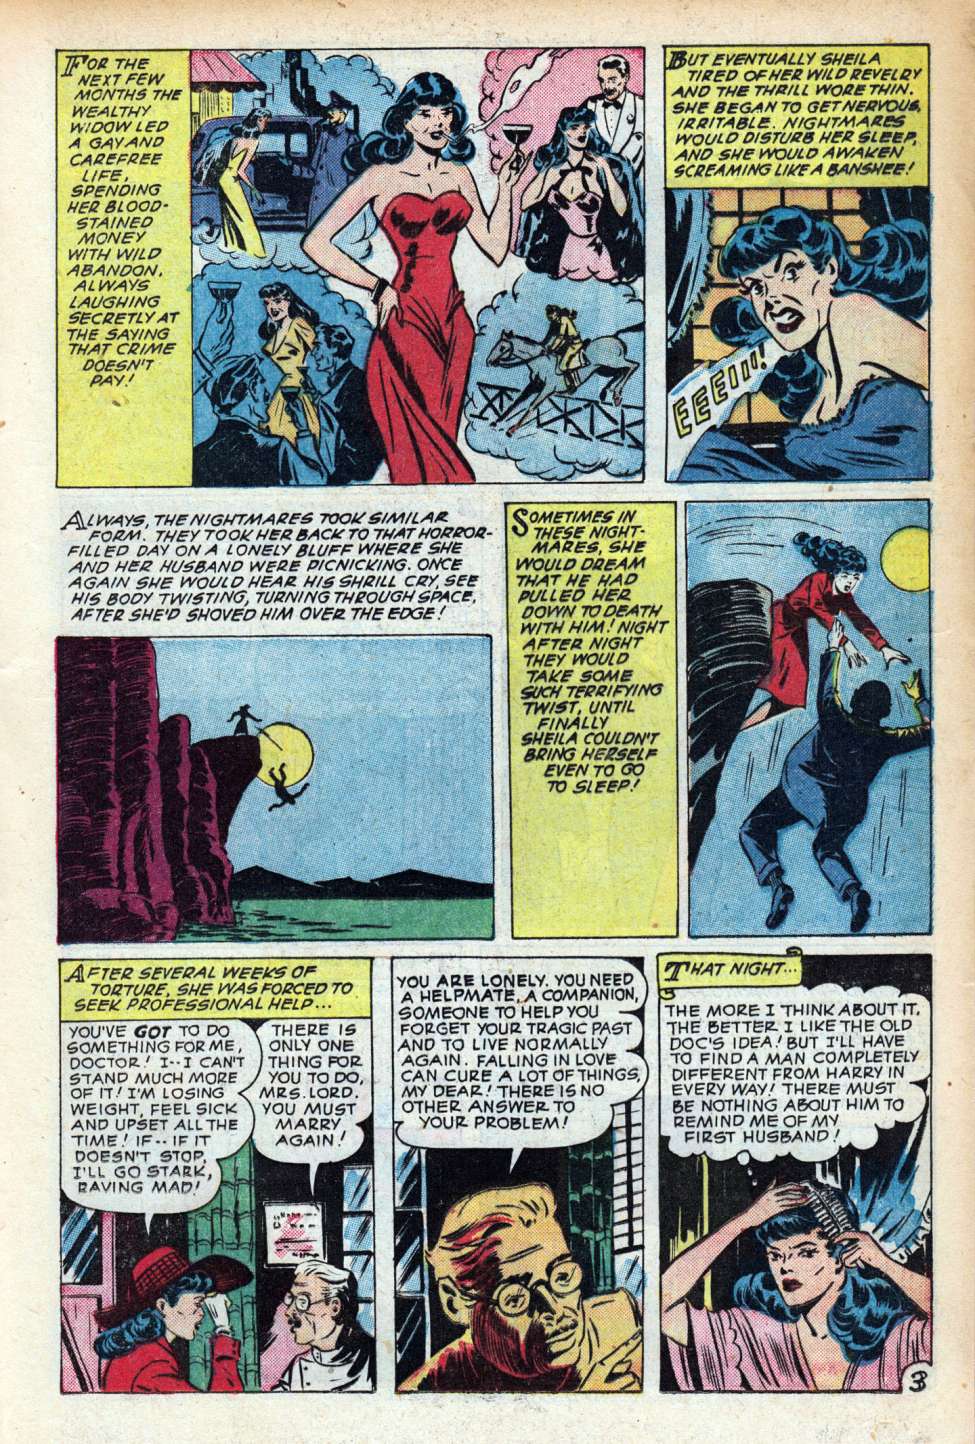 FOR THE
NEXT FEW
MONTHS THE
WEALTHY
WIDOW LED
A GAY AND
CAREFREE
LIFE,
SPENDING
HER BLOOD-
STAINED
MONEY
WITH WILD
ABANDON.
ALWAYS
LAUGHING
SECRETLY AT
THE SAYING
THAT CRIME
DOESN'T
PAY!
BUT EVENTUALLY SHEILA
TIRED OF HER WILD REVELRY
AND THE THRILL WORE THIN.
SHE BEGAN TO GET NERVOUS,
IRRITABLE. NIGHTMARES
WOULD DISTURB HER SLEEP,
AND SHE WOULD AWAKEN
SCREAMING LIKE A BANSHEE!
EEEIII!!
ALWAYS, THE NIGHTMARES TOOK SIMILAR
FORM. THEY TOOK HER BACK TO THAT HORROR-
FILLED DAY ON A LONELY BLUFF WHERE SHE
AND HER HUSBAND WERE PICNICKING. ONCE
AGAIN SHE WOULD HEAR HIS SHRILL CRY, SEE
HIS BODY TWISTING, TURNING THROUGH SPACE,
AFTER SHE'D SHOVED HIM OVER THE EDGE!
SOMETIMES IN
THESE NIGHT-
MARES, SHE
WOULD DREAM
THAT HE HAD
PULLED HER
DOWN TO DEATH
WITH HIM! NIGHT
AFTER NIGHT
THEY WOULD
TAKE SOME
SUCH TERRIFYING
TWIST, UNTIL
FINALLY
SHEILA COULDN'T
BRING HERSELF
EVEN TO GO
TO SLEEP!
AFTER SEVERAL WEEKS OF
TORTURE, SHE WAS FORCED TO
SEEK PROFESSIONAL HELP...
YOU'VE GOT TO DO
SOMETHING FOR ME,
DOCTOR! I--I CAN'T
STAND MUCH MORE
OF IT! I'M LOSING
WEIGHT, FEEL SICK
AND UPSET ALL THE
TIME! IF--IF IT
DOESN'T STOP,
I'LL GO STARK,
RAVING MAD!
THERE IS
ONLY ONE
THING FOR
YOU TO DO,
MRS. LORD.
YOU MUST
MARRY
AGAIN!
YOU ARE LONELY. YOU NEED
A HELPMATE, A COMPANION,
SOMEONE TO HELP YOU
FORGET YOUR TRAGIC PAST
AND TO LIVE NORMALLY
AGAIN. FALLING IN LOVE
CAN CURE A LOT OF THINGS,
MY DEAR! THERE IS NO
OTHER ANSWER TO
YOUR PROBLEM!
THAT NIGHT...
THE MORE I THINK ABOUT IT,
THE BETTER I LIKE THE OLD
DOC'S IDEA! BUT I'LL HAVE
TO FIND A MAN COMPLETELY
DIFFERENT FROM HARRY IN
EVERY WAY! THERE MUST
BE NOTHING ABOUT HIM TO
REMIND ME OF MY
FIRST HUSBAND!
3